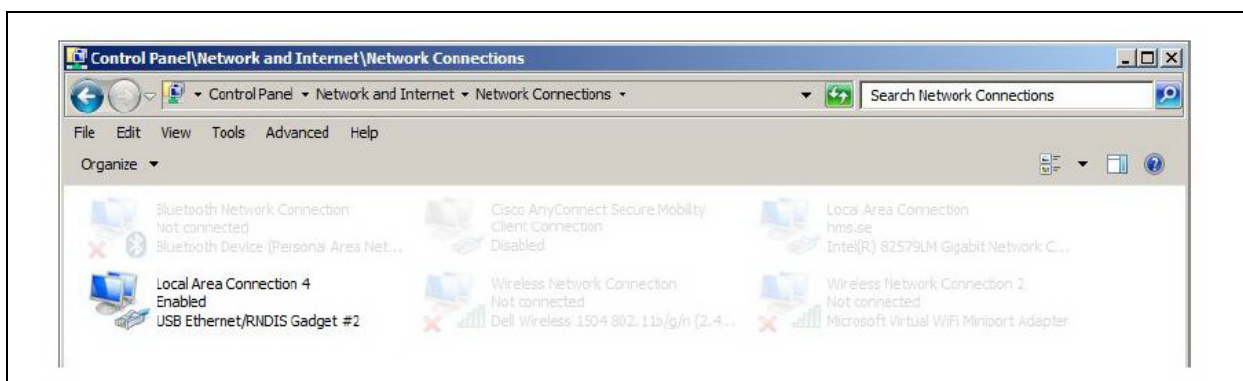 Control Panel\Network and Internet\Network Connections
Control Panel Network and Internet Network Connections
Search Network Connections
File Edit View Tools Advanced Help
Organize
Bluetooth Network Connection
Not connected
Bluetooth Device (Personal Area Net...
Cisco AnyConnect Secure Mobility
Client Connection
Disabled
Local Area Connection
hms.se
Intel(R) 82579LM Gigabit Network C...
Local Area Connection 4
Enabled
USB Ethernet/RNDIS Gadget #2
Wireless Network Connection
Not connected
Dell Wireless 1504 802.11b/g/n (2.4...
Wireless Network Connection 2
Not connected
Microsoft Virtual WiFi Miniport Adapter